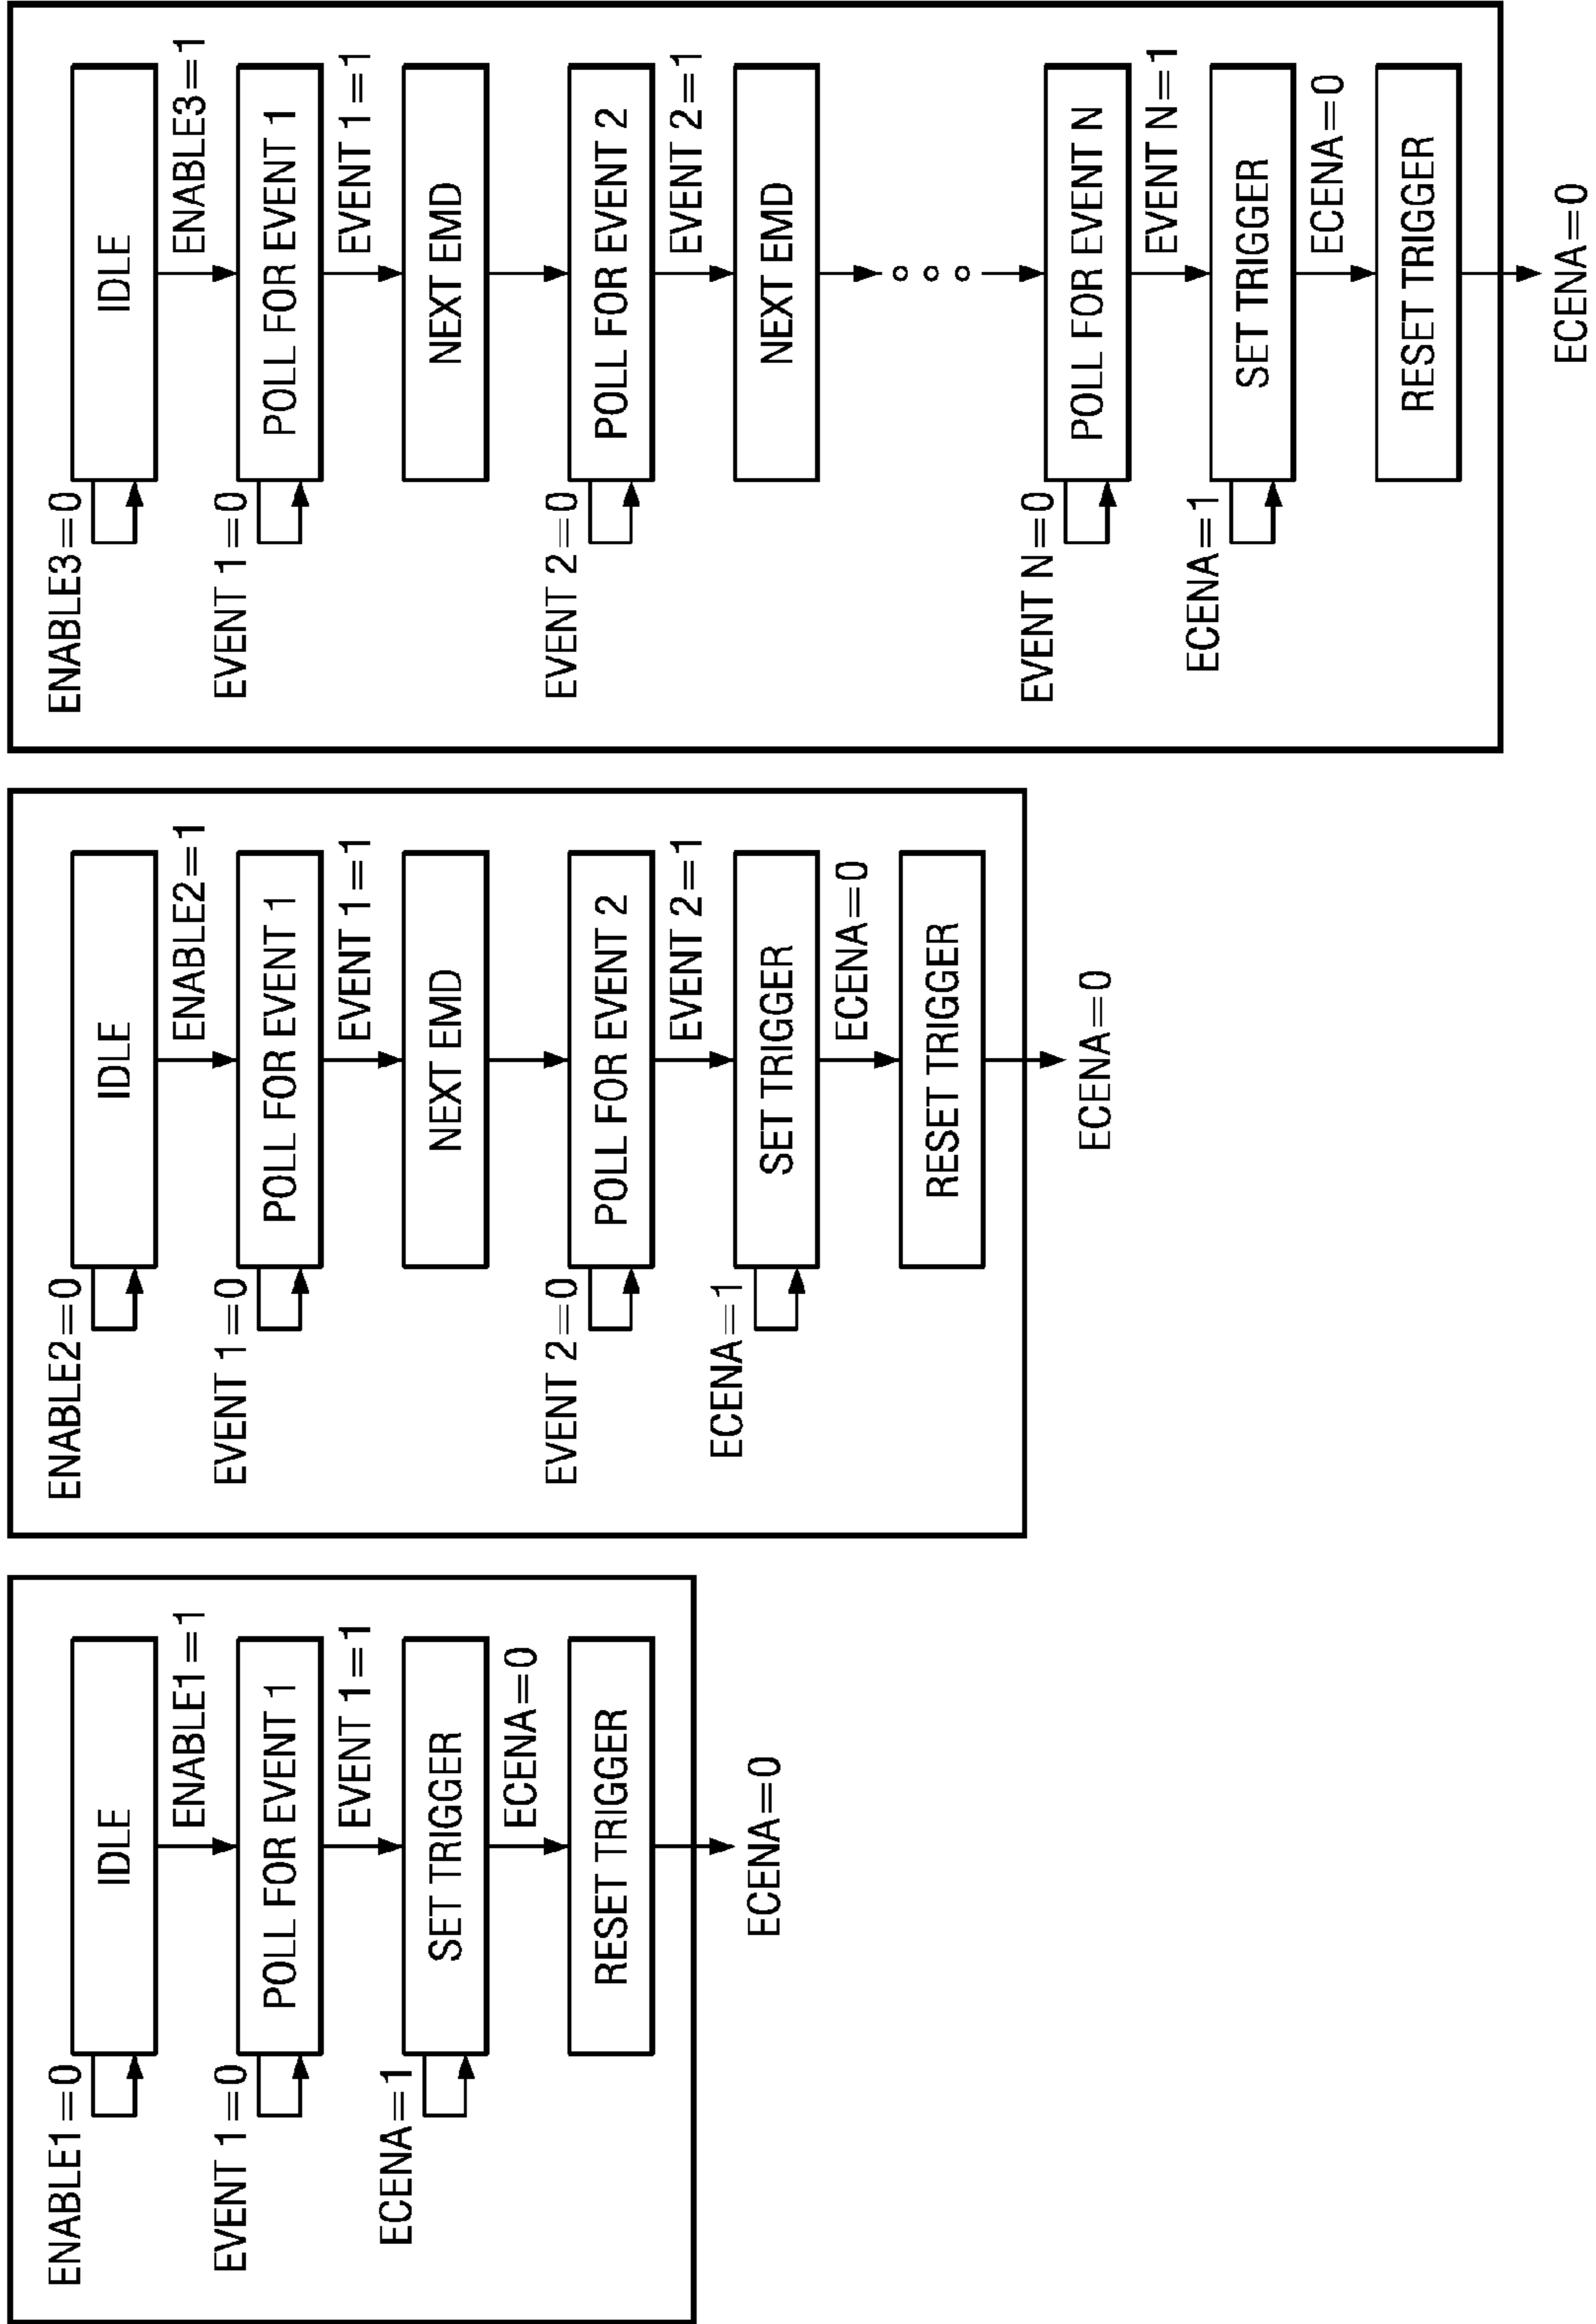 ENABLE1=0
IDLE
ENABLE1=1
EVENT 1=0
POLL FOR EVENT 1
EVENT 1=1
ECENA=1
SET TRIGGER
ECENA=0
RESET TRIGGER
ECENA=0
ENABLE2=0
IDLE
ENABLE2=1
EVENT 1=0
POLL FOR EVENT 1
EVENT 1=1
NEXT EMD
EVENT 2=0
POLL FOR EVENT 2
EVENT 2=1
ECENA=1
SET TRIGGER
ECENA=0
RESET TRIGGER
ECENA=0
ENABLE3=0
IDLE
ENABLE3=1
EVENT 1=0
POLL FOR EVENT 1
EVENT 1=1
NEXT EMD
EVENT 2=0
POLL FOR EVENT 2
EVENT 2=1
NEXT EMD
EVENT N=0
POLL FOR EVENT N
EVENT N=1
ECENA=1
SET TRIGGER
ECENA=0
RESET TRIGGER
ECENA=0